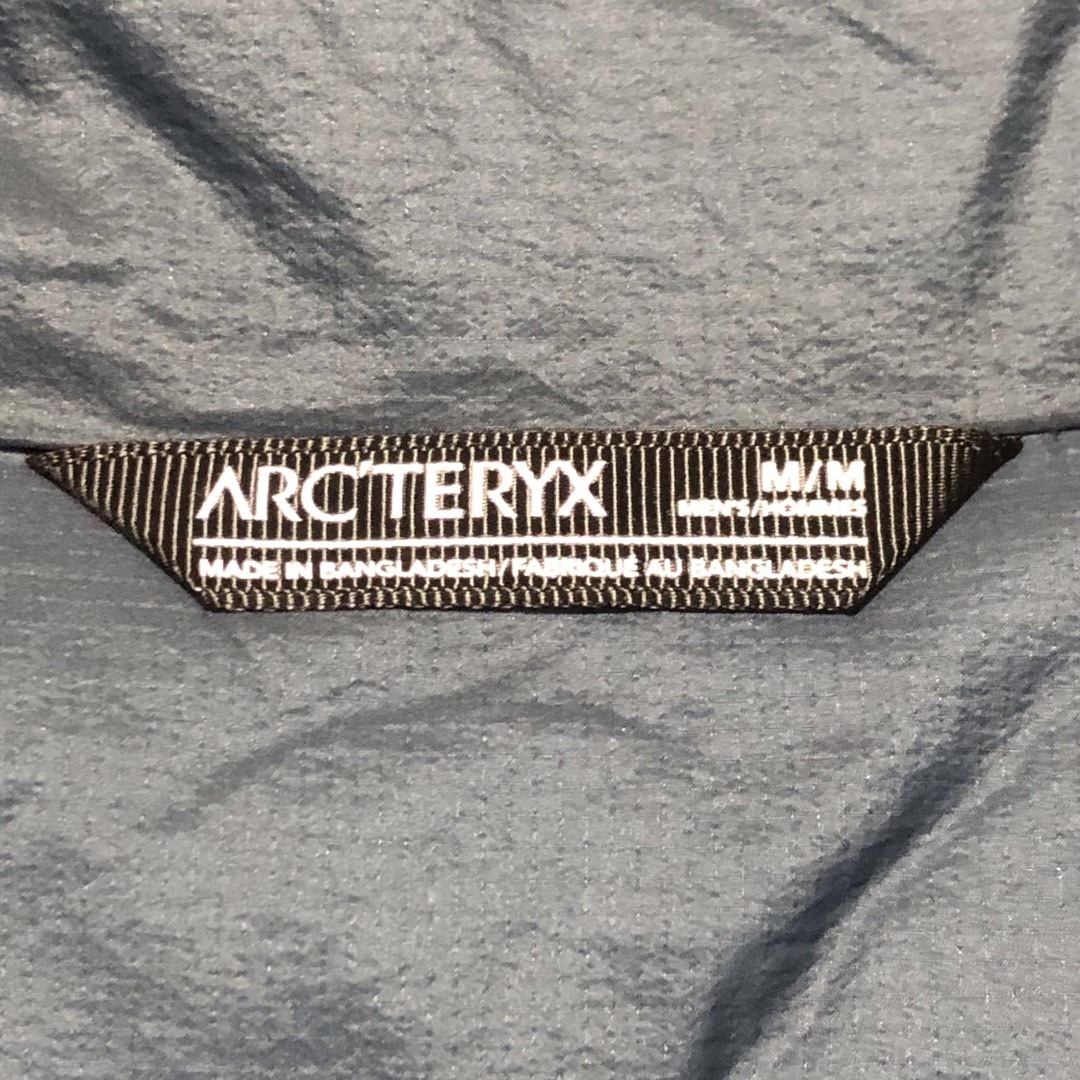 ARC'TERYX
M/M
MEN'S/HOMMES
MADE IN BANGLADESH/FABRIQUÉ AU BANGLADESH